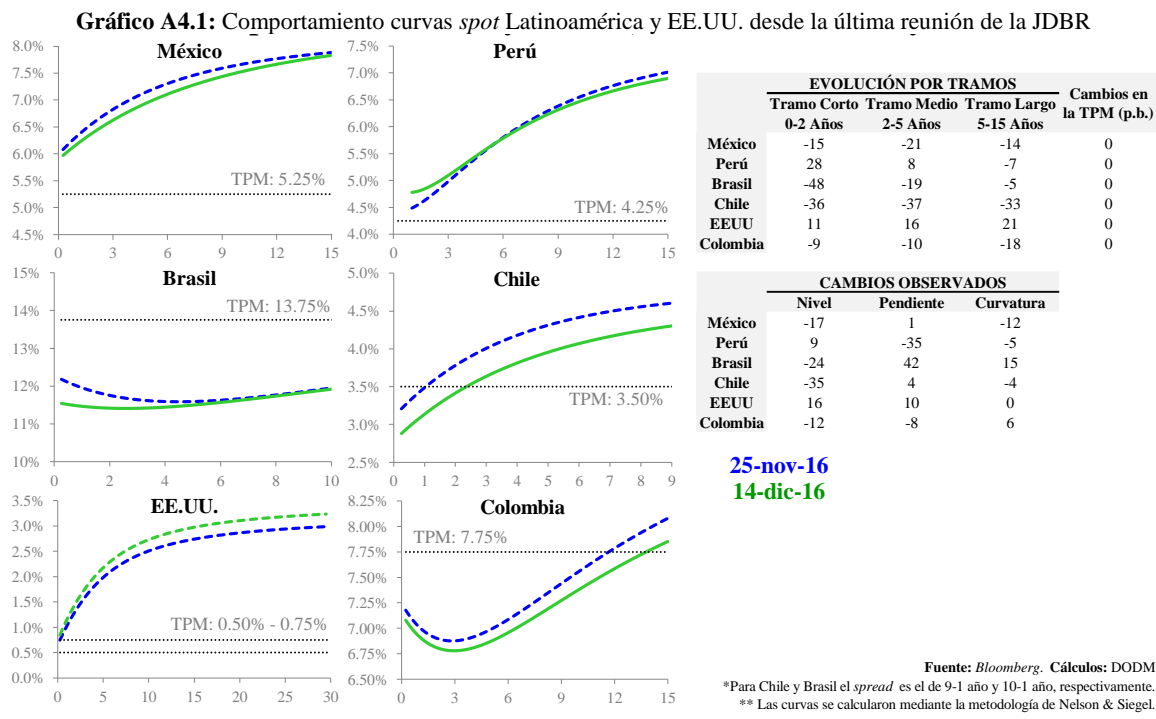 Gráfico A4.1: Comportamiento curvas spot Latinoamérica y EE.UU. desde la última reunión de la JDBR
México
8.0%
7.5%
7.0%
6.5%
6.0%
5.5%
5.0%
4.5%
TPM: 5.25%
0 3 6 9 12 15
Perú
7.5%
7.0%
6.5%
6.0%
5.5%
5.0%
4.5%
4.0%
TPM: 4.25%
0 3 6 9 12 15
Brasil
15%
14%
13%
12%
11%
10%
TPM: 13.75%
0 2 4 6 8 10
Chile
5.0%
4.5%
4.0%
3.5%
3.0%
2.5%
TPM: 3.50%
0 1 2 3 4 5 6 7 8 9
EE.UU.
3.5%
3.0%
2.5%
2.0%
1.5%
1.0%
0.5%
0.0%
TPM: 0.50% - 0.75%
0 5 10 15 20 25 30
Colombia
8.25%
8.00%
7.75%
7.50%
7.25%
7.00%
6.75%
6.50%
TPM: 7.75%
0 3 6 9 12 15
EVOLUCIÓN POR TRAMOS
Tramo Corto Tramo Medio Tramo Largo Cambios en
0-2 Años 2-5 Años 5-15 Años la TPM (p.b.)
México -15 -21 -14 0
Perú 28 8 -7 0
Brasil -48 -19 -5 0
Chile -36 -37 -33 0
EEUU 11 16 21 0
Colombia -9 -10 -18 0
CAMBIOS OBSERVADOS
Nivel Pendiente Curvatura
México -17 1 -12
Perú 9 -35 -5
Brasil -24 42 15
Chile -35 4 -4
EEUU 16 10 0
Colombia -12 -8 6
25-nov-16
14-dic-16
Fuente: Bloomberg. Cálculos: DODM
*Para Chile y Brasil el spread es el de 9-1 año y 10-1 año, respectivamente.
** Las curvas se calcularon mediante la metodología de Nelson & Siegel.